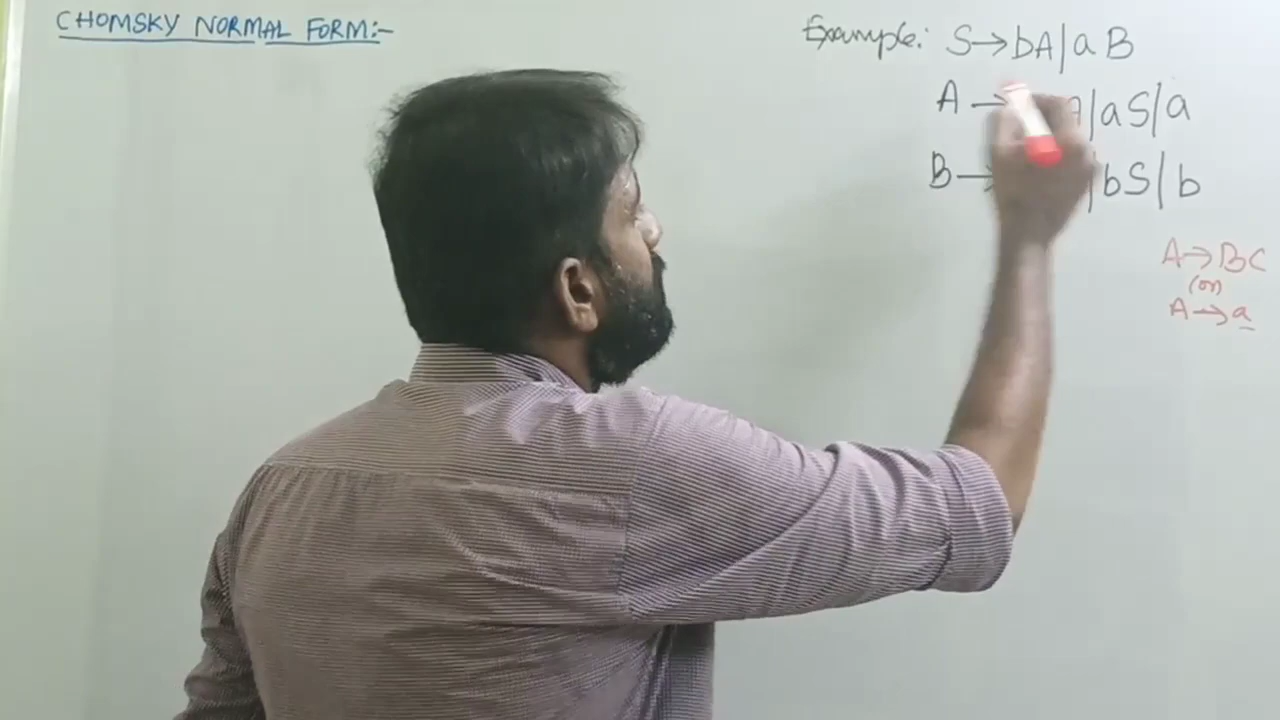 CHOMSKY NORMAL FORM:-
Example: S→bA|aB
A → A|aS|a
B→ |bS|b
A→BC
(or)
A→a